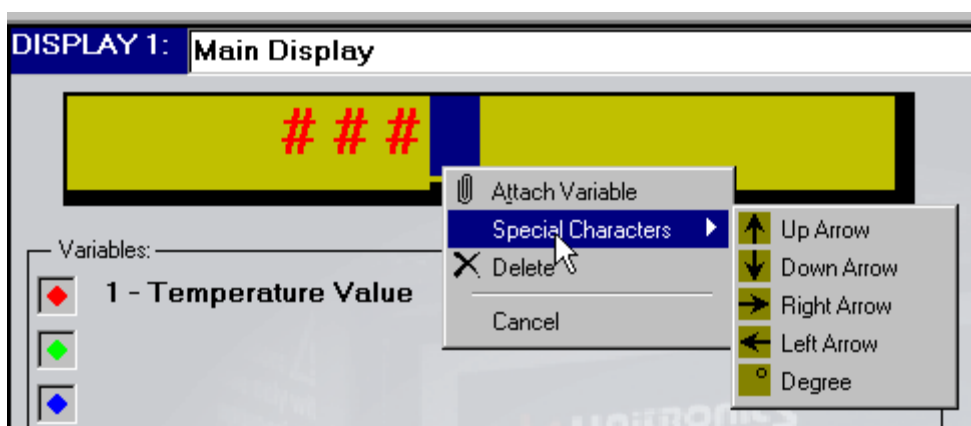 DISPLAY 1: Main Display
# # #
Attach Variable
Special Characters
Delete
Cancel
Up Arrow
Down Arrow
Right Arrow
Left Arrow
Degree
Variables:
1 - Temperature Value